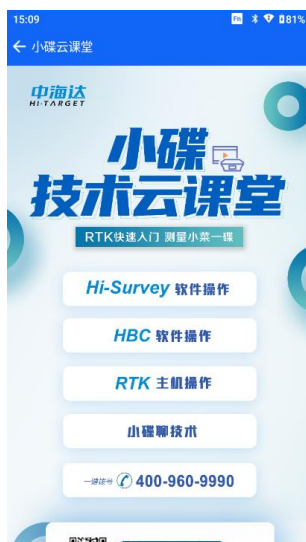 15:09
81%
小碟云课堂
中海达
HI-TARGET
小碟
技术云课堂
RTK快速入门 测量小菜一碟
Hi-Survey 软件操作
HBC 软件操作
RTK 主机操作
小碟聊技术
一键拨号 400-960-9990